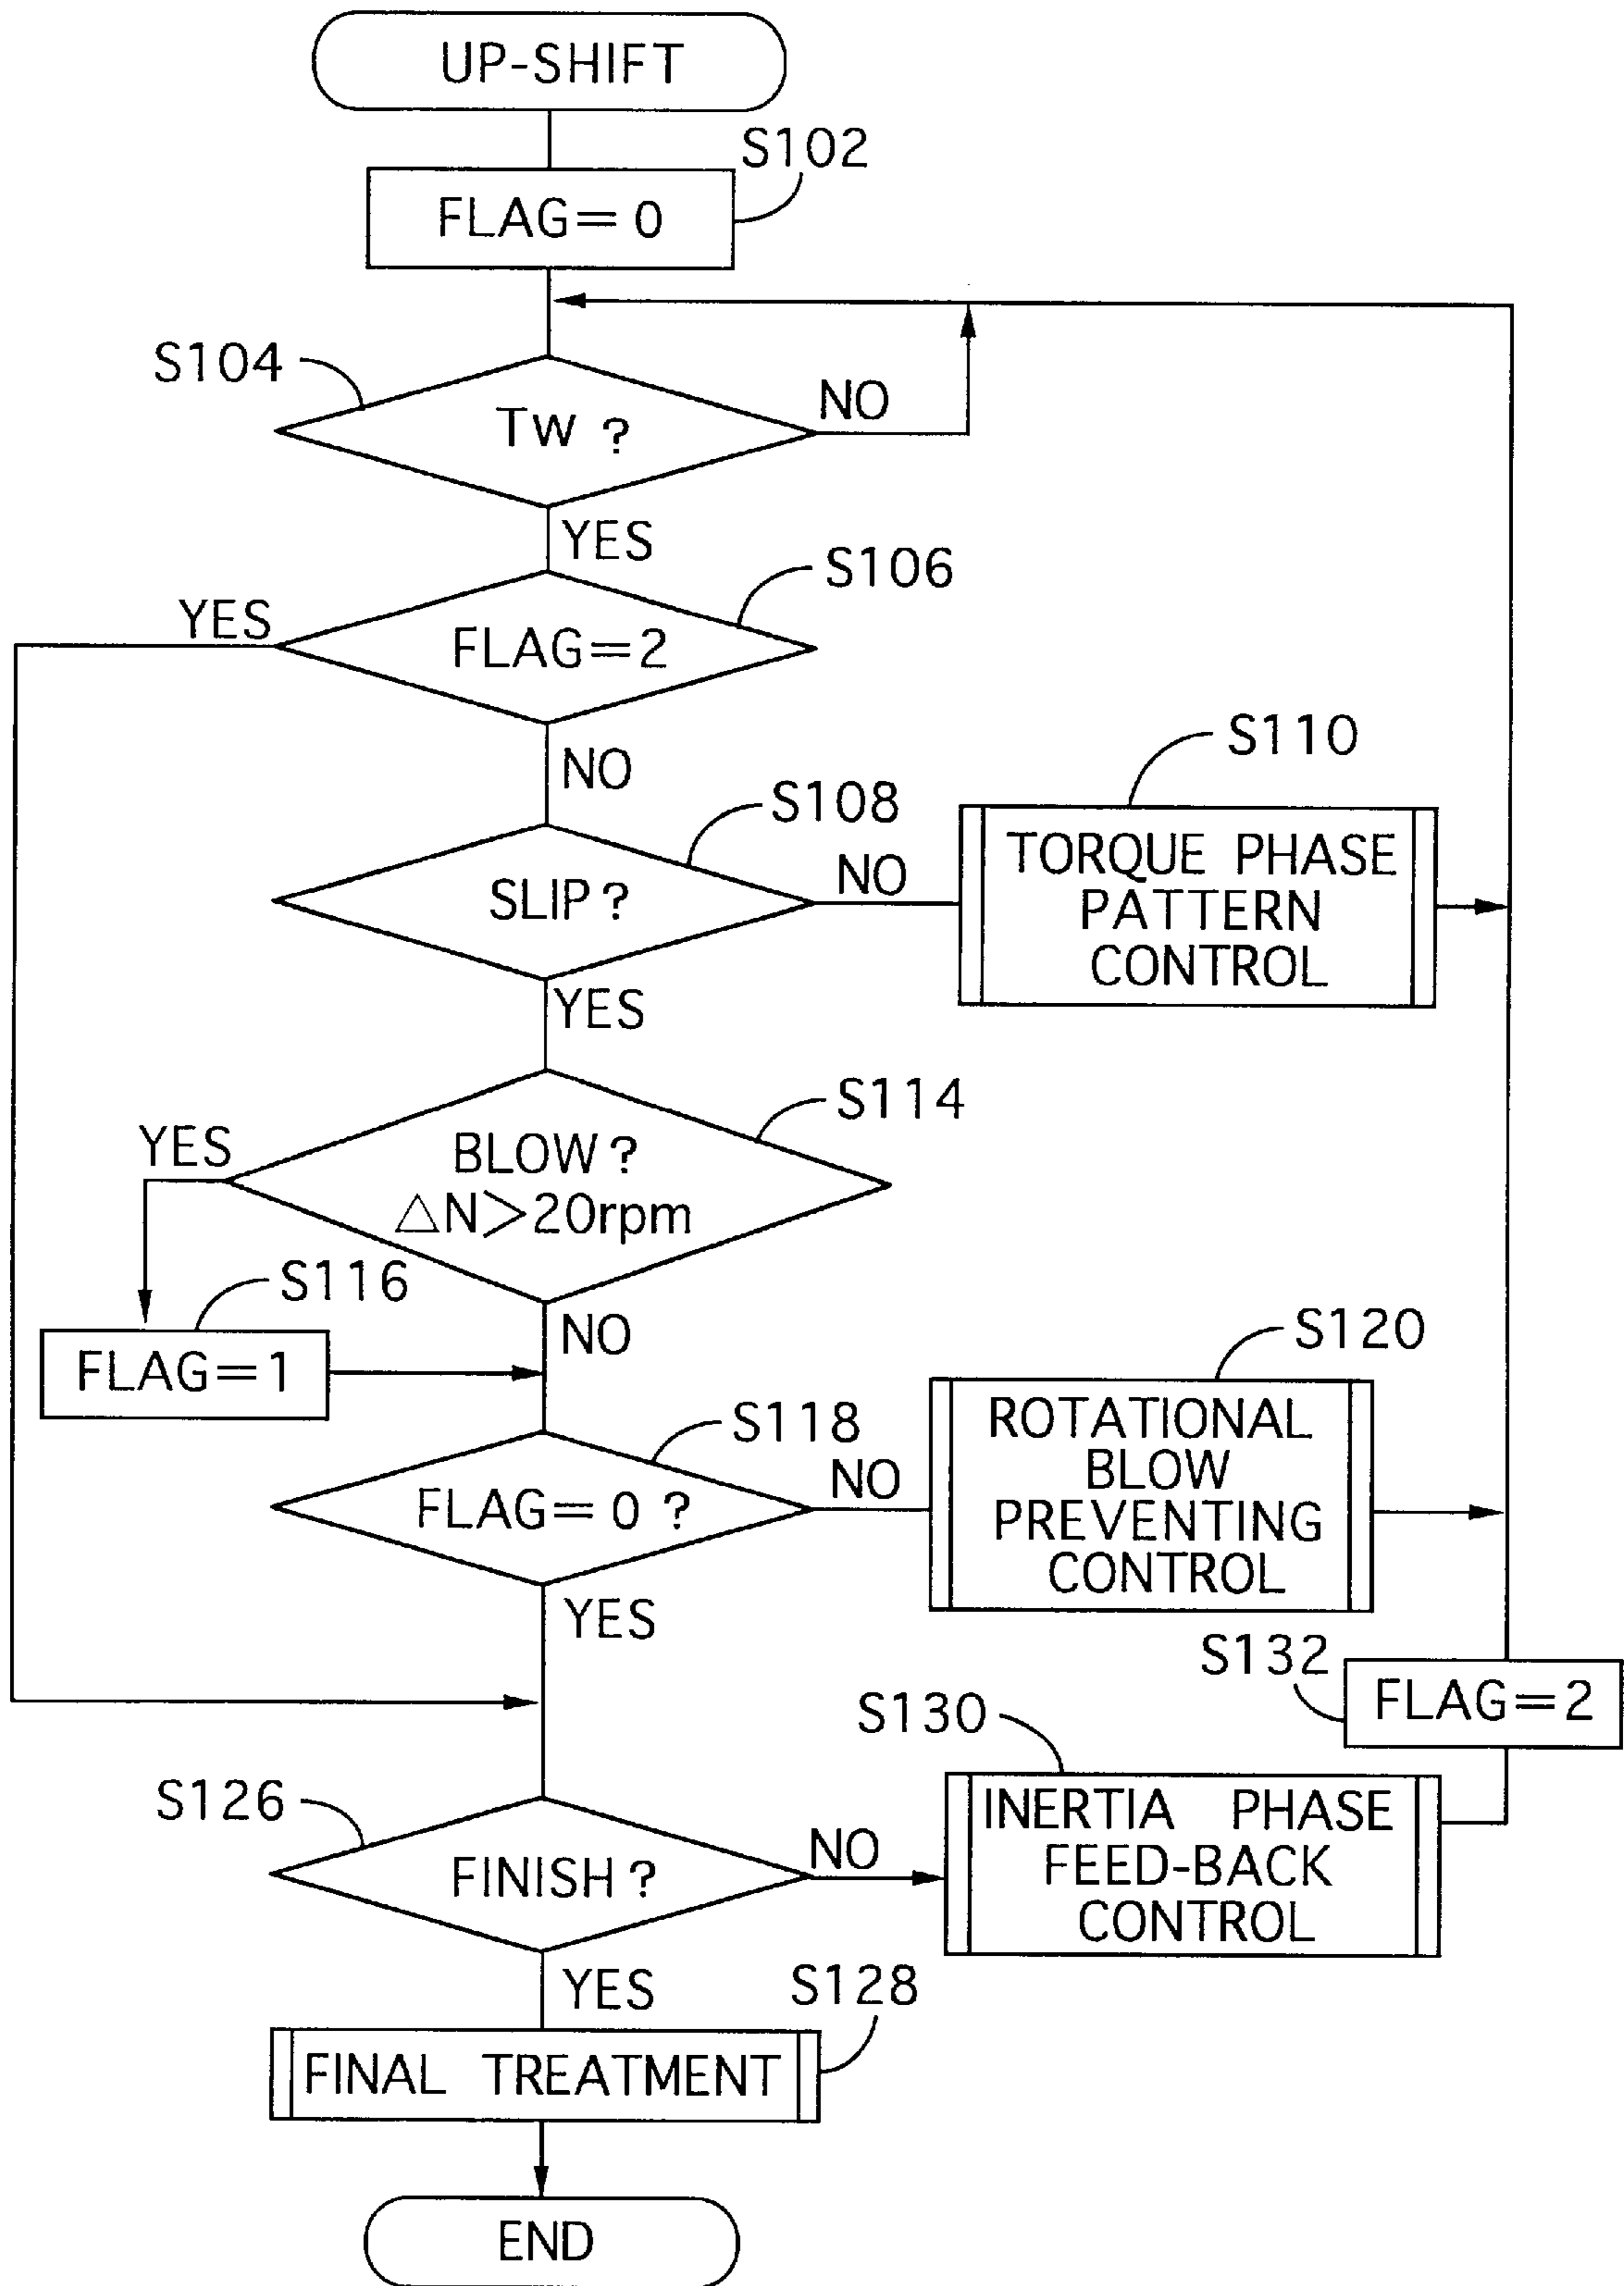 UP-SHIFT
S102
FLAG=0
S104
TW ?
NO
YES
S106
YES
FLAG=2
NO
S108
SLIP?
NO
S110
TORQUE PHASE
PATTERN
CONTROL
YES
S114
YES
BLOW?
△N>20rpm
S116
NO
FLAG=1
S118
FLAG=0 ?
NO
S120
ROTATIONAL
BLOW
PREVENTING
CONTROL
YES
S132
FLAG=2
S130
INERTIA PHASE
FEED-BACK
CONTROL
S126
FINISH?
NO
YES
S128
FINAL TREATMENT
END